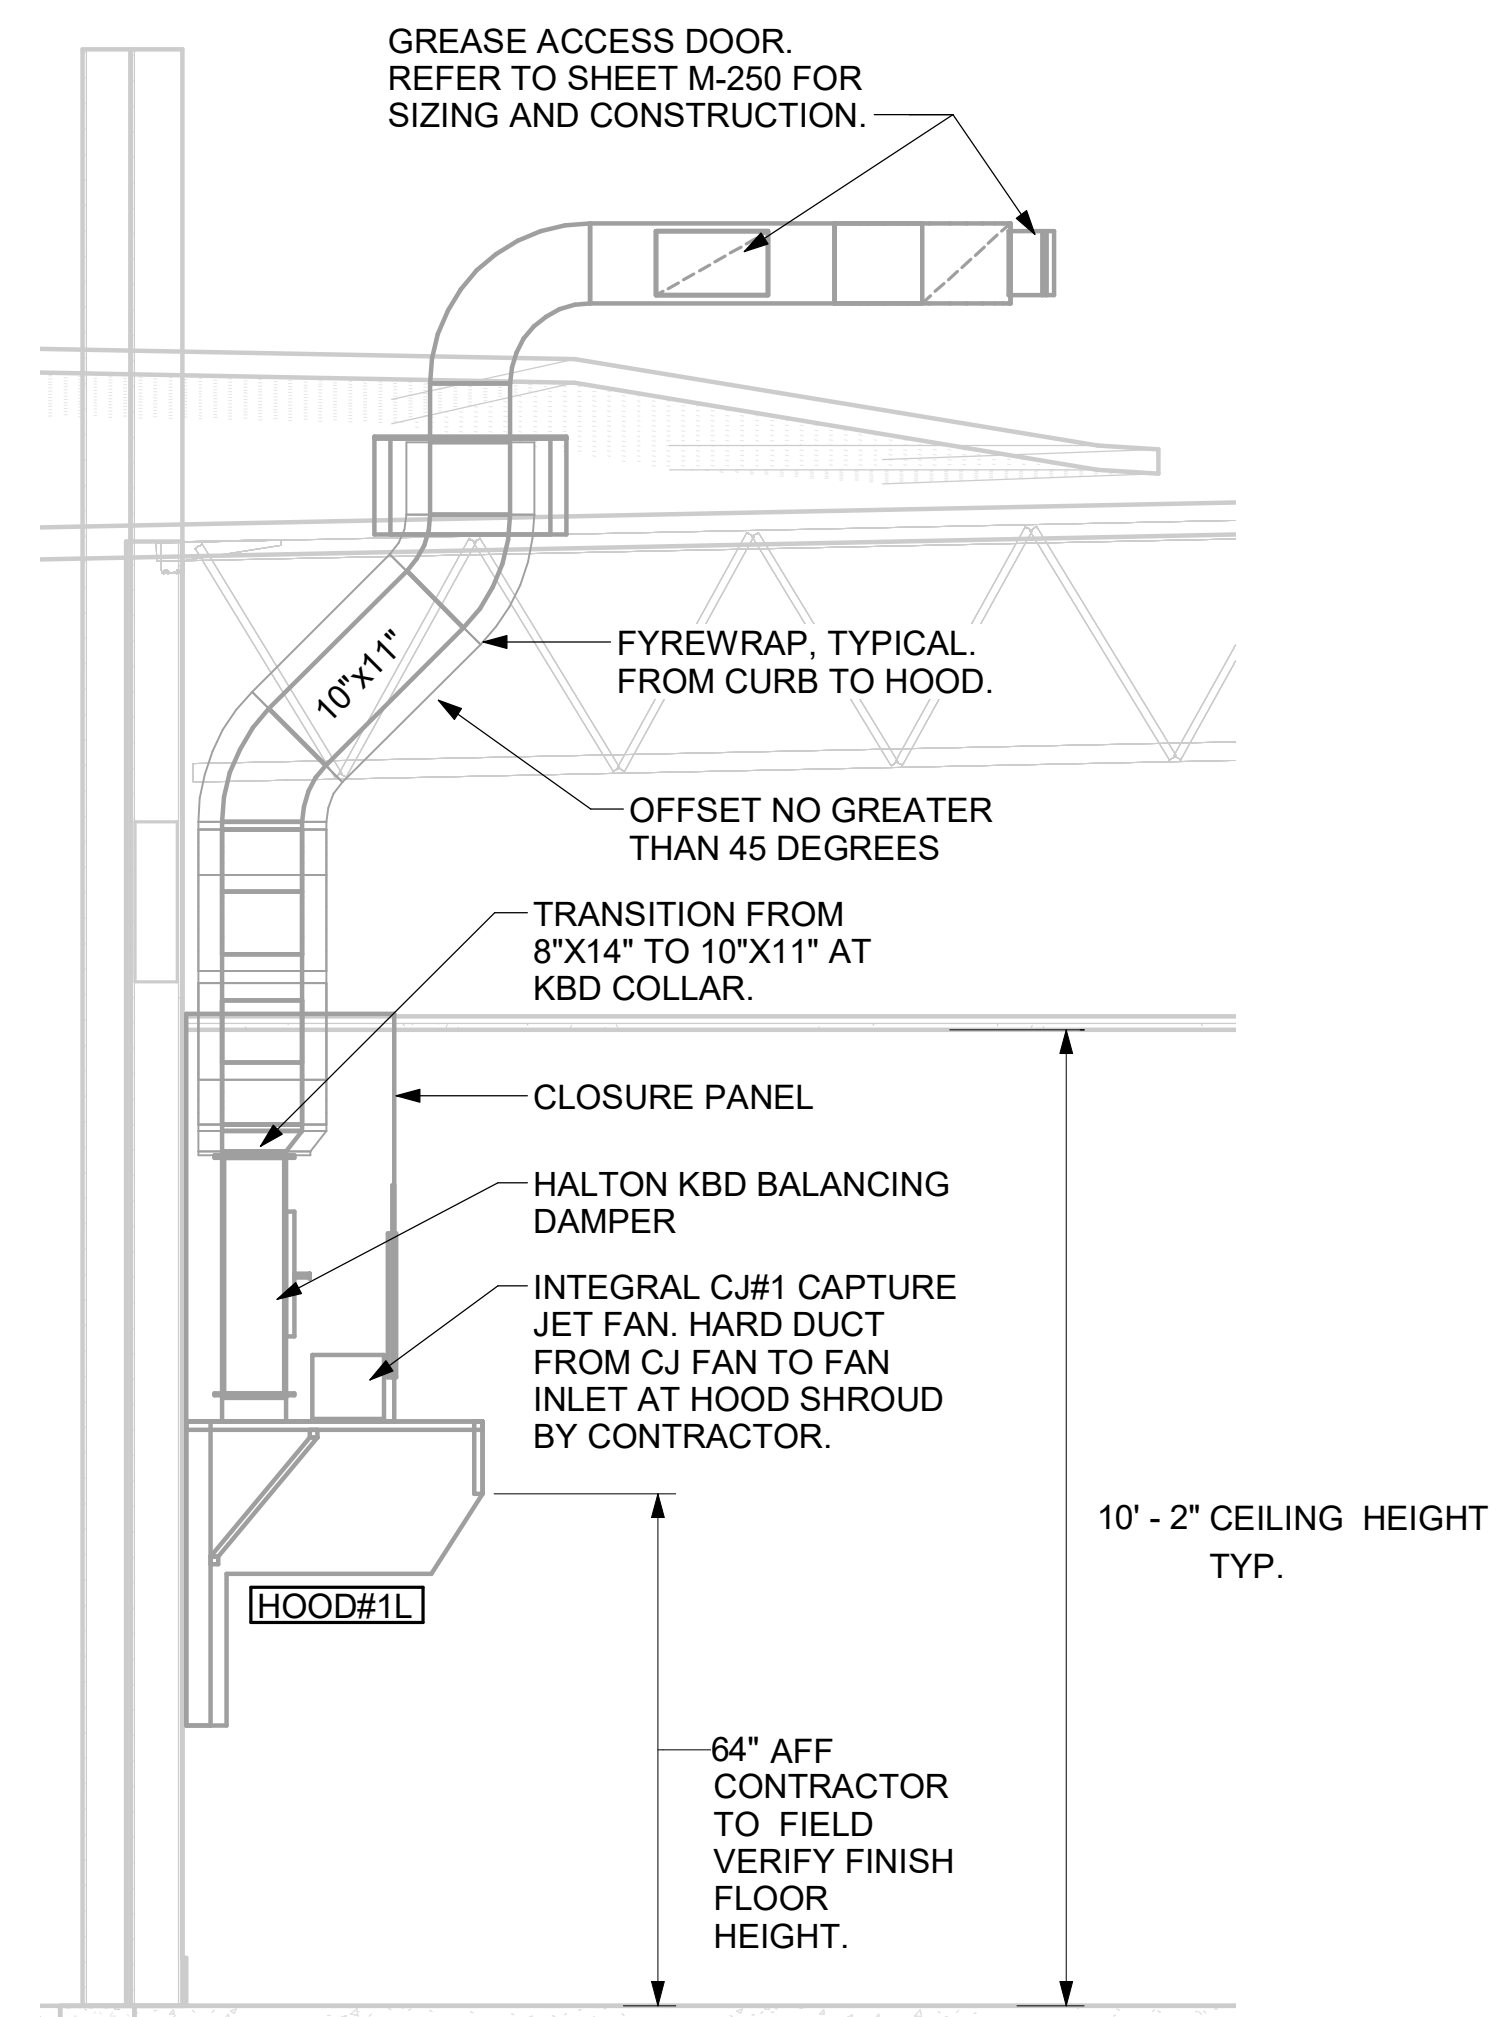 GREASE ACCESS DOOR.
REFER TO SHEET M-250 FOR
SIZING AND CONSTRUCTION.
10"x11"
FYREWRAP, TYPICAL.
FROM CURB TO HOOD.
OFFSET NO GREATER
THAN 45 DEGREES
TRANSITION FROM
8"X14" TO 10"X11" AT
KBD COLLAR.
CLOSURE PANEL
HALTON KBD BALANCING
DAMPER
INTEGRAL CJ#1 CAPTURE
JET FAN. HARD DUCT
FROM CJ FAN TO FAN
INLET AT HOOD SHROUD
BY CONTRACTOR.
10' - 2" CEILING HEIGHT
TYP.
HOOD#1L
64" AFF
CONTRACTOR
TO FIELD
VERIFY FINISH
FLOOR
HEIGHT.